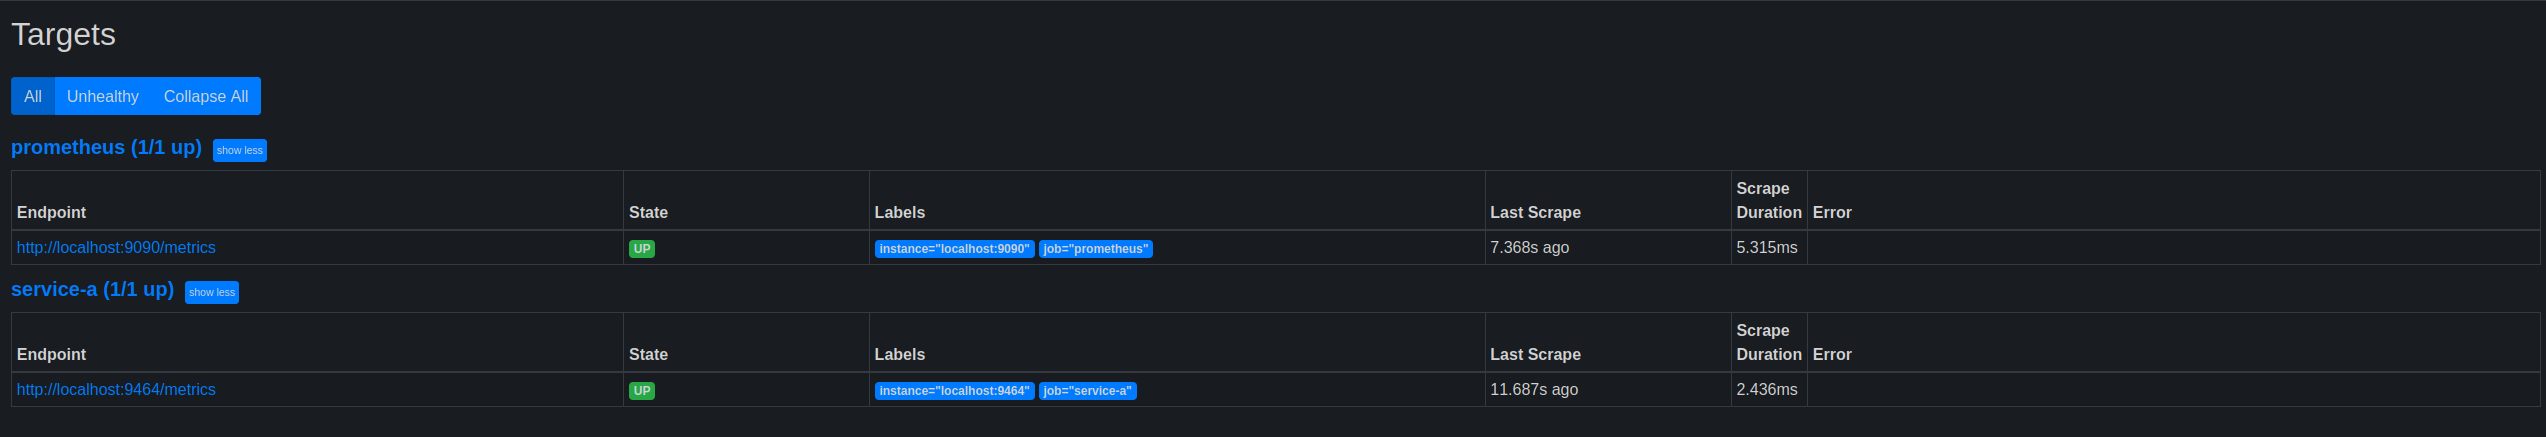 Targets
All Unhealthy Collapse All
prometheus (1/1 up) show less
Endpoint State Labels Last Scrape Scrape Duration Error
http://localhost:9090/metrics UP instance="localhost:9090" job="prometheus" 7.368s ago 5.315ms
service-a (1/1 up) show less
Endpoint State Labels Last Scrape Scrape Duration Error
http://localhost:9464/metrics UP instance="localhost:9464" job="service-a" 11.687s ago 2.436ms